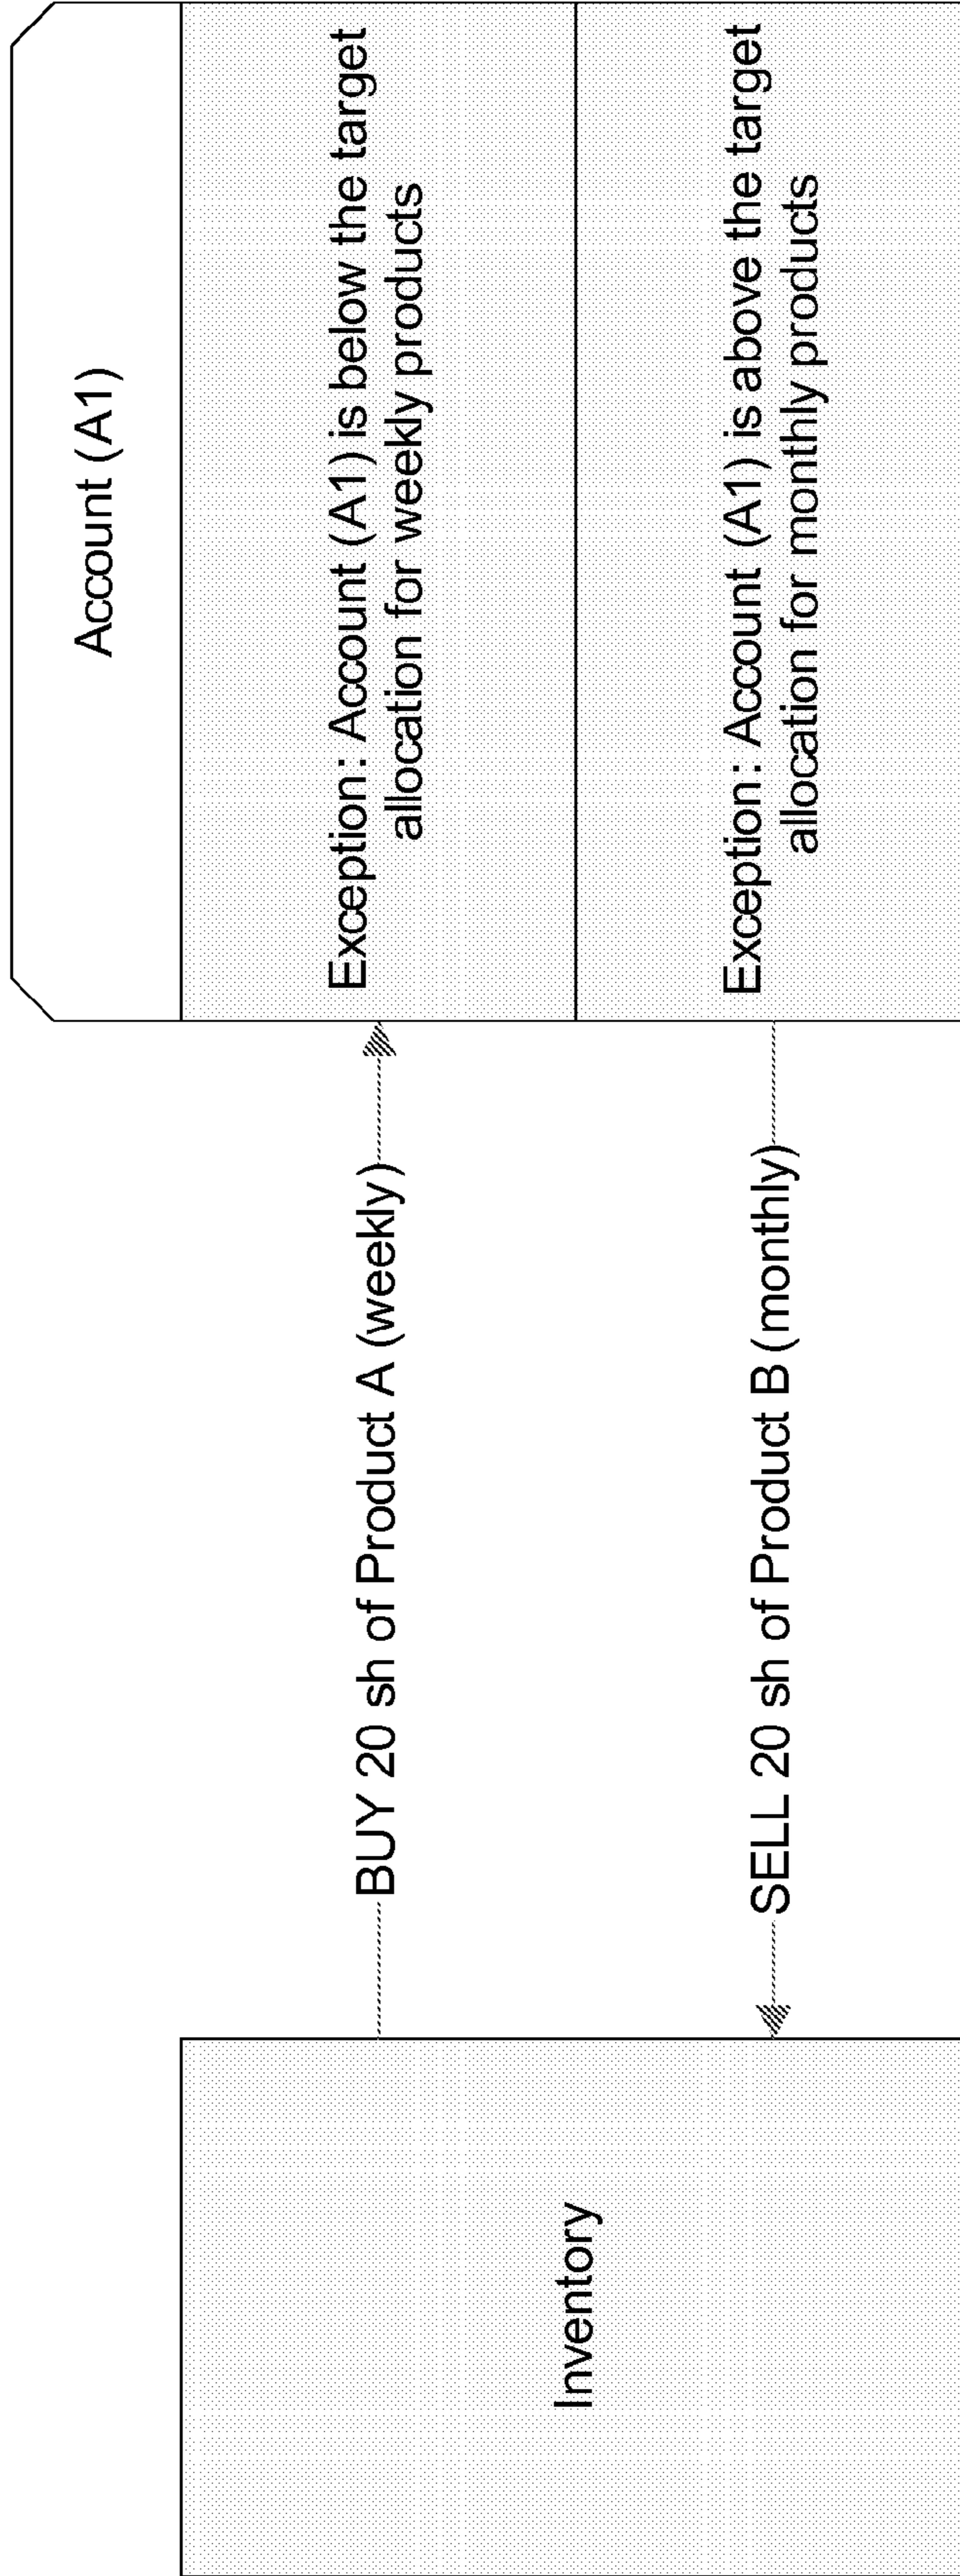 Account (A1)
BUY 20 sh of Product A (weekly)
Exception: Account (A1) is below the target
allocation for weekly products
Inventory
SELL 20 sh of Product B (monthly)
Exception: Account (A1) is above the target
allocation for monthly products